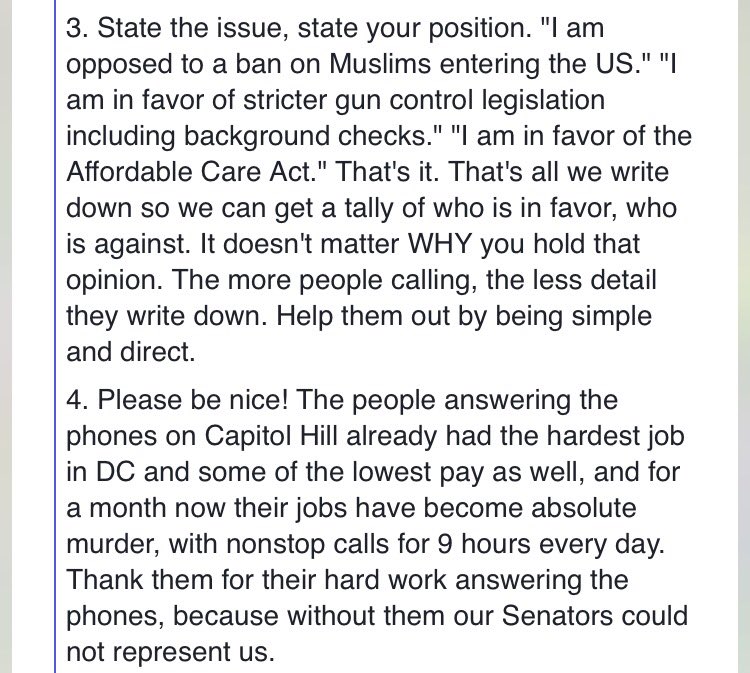 3. State the issue, state your position. "I am
opposed to a ban on Muslims entering the US." "I
am in favor of stricter gun control legislation
including background checks." "I am in favor of the
Affordable Care Act." That's it. That's all we write
down so we can get a tally of who is in favor, who
is against. It doesn't matter WHY you hold that
opinion. The more people calling, the less detail
they write down. Help them out by being simple
and direct.
4. Please be nice! The people answering the
phones on Capitol Hill already had the hardest job
in DC and some of the lowest pay as well, and for
a month now their jobs have become absolute
murder, with nonstop calls for 9 hours every day.
Thank them for their hard work answering the
phones, because without them our Senators could
not represent us.